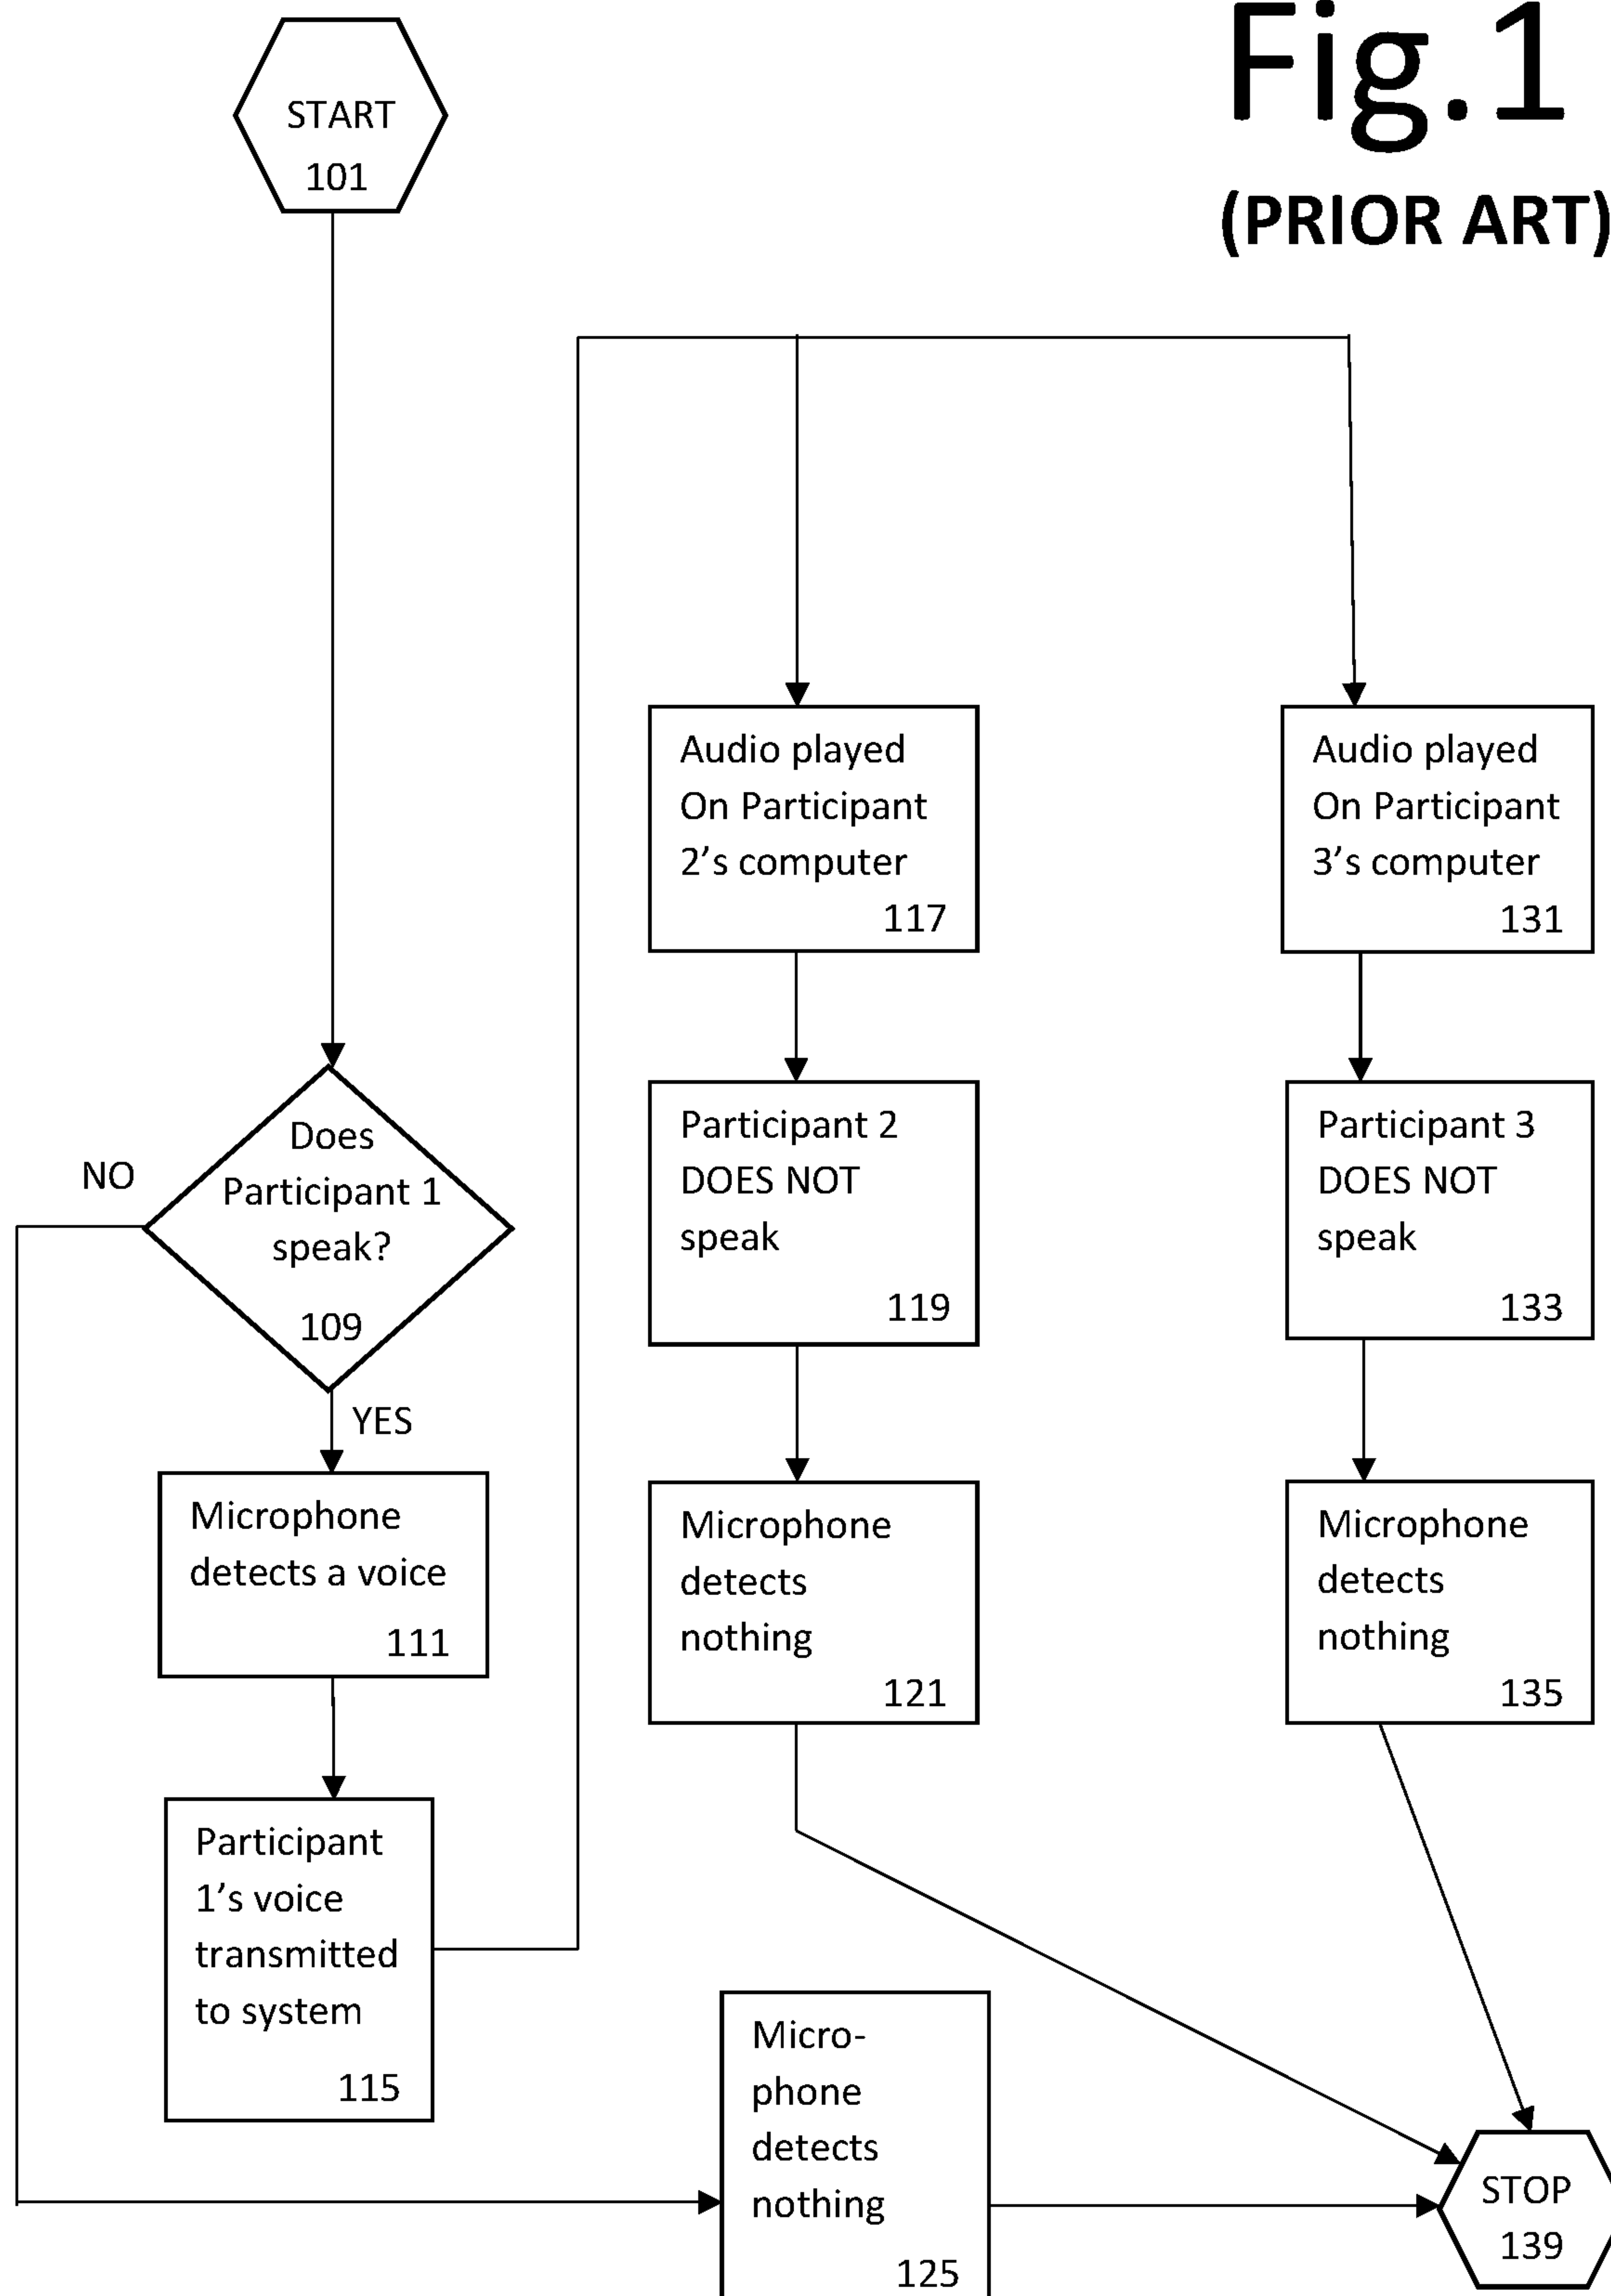 Fig.1
(PRIOR ART)
START
101
Does
Participant 1
speak?
109
NO
YES
Microphone
detects a voice
111
Participant
1’s voice
transmitted
to system
115
Audio played
On Participant
2’s computer
117
Participant 2
DOES NOT
speak
119
Microphone
detects
nothing
121
Audio played
On Participant
3’s computer
131
Participant 3
DOES NOT
speak
133
Microphone
detects
nothing
135
Micro-
phone
detects
nothing
125
STOP
139